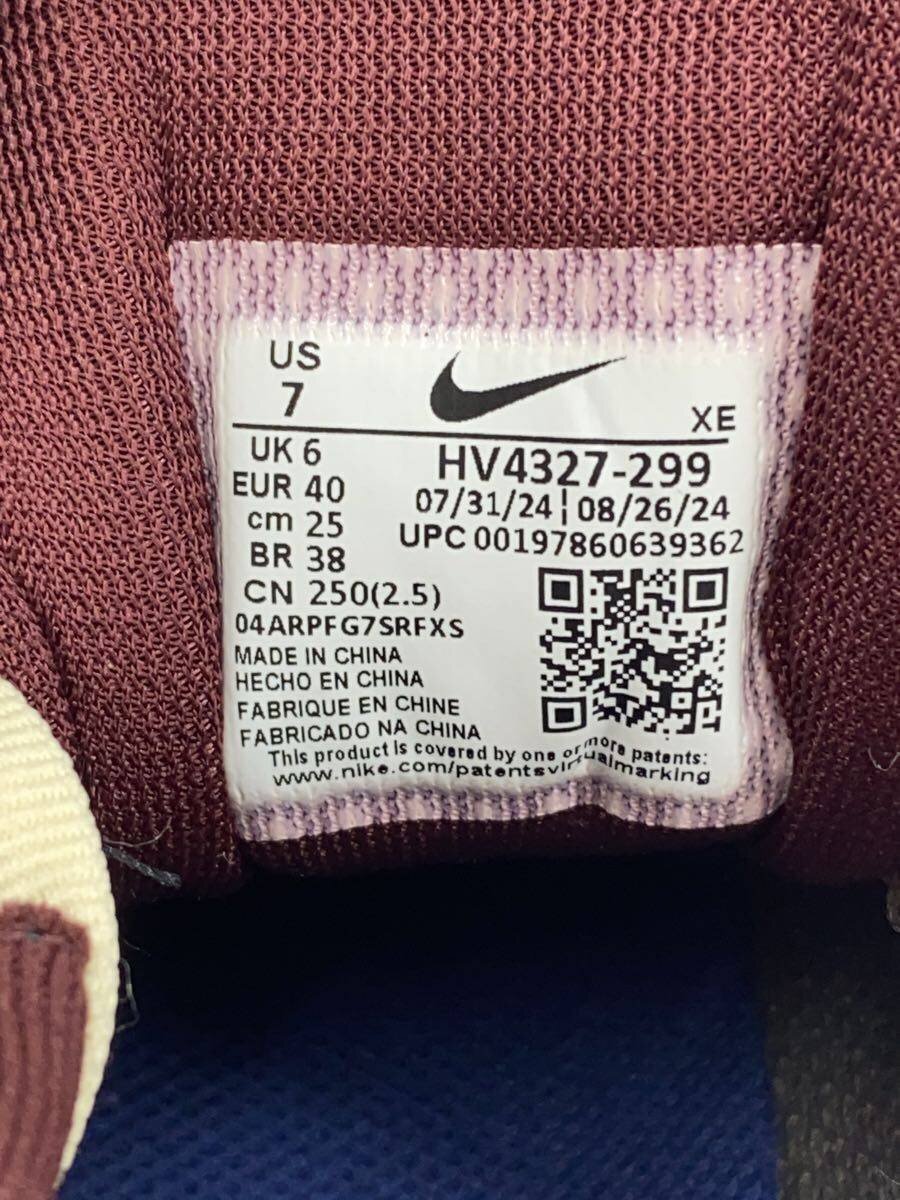 US
7
XE
UK 6
EUR 40
cm 25
BR 38
CN 250(2.5)
HV4327-299
07/31/24 | 08/26/24
UPC 00197860639362
04ARPFG7SRFXS
MADE IN CHINA
HECHO EN CHINA
FABRIQUE EN CHINE
FABRICADO NA CHINA
This product is covered by one or more patents:
www.nike.com/patentsvirtualmarking